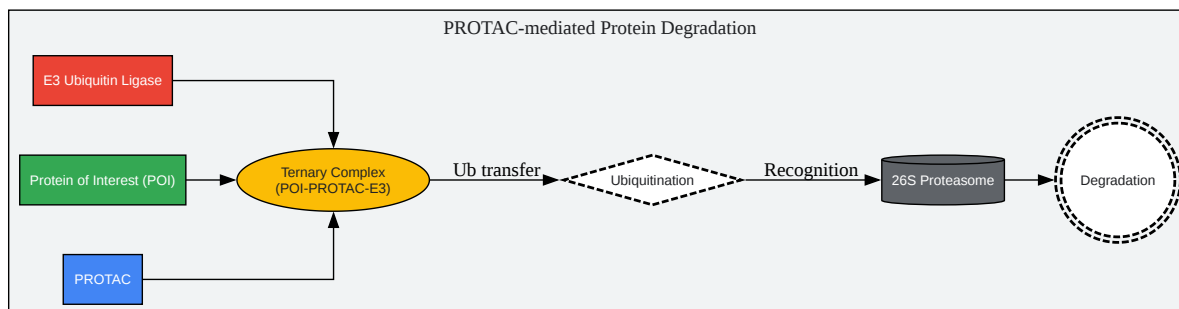 PROTAC-mediated Protein Degradation
E3 Ubiquitin Ligase
Protein of Interest (POI)
PROTAC
Ternary Complex
(POI-PROTAC-E3)
Ub transfer
Ubiquitination
Recognition
26S Proteasome
Degradation